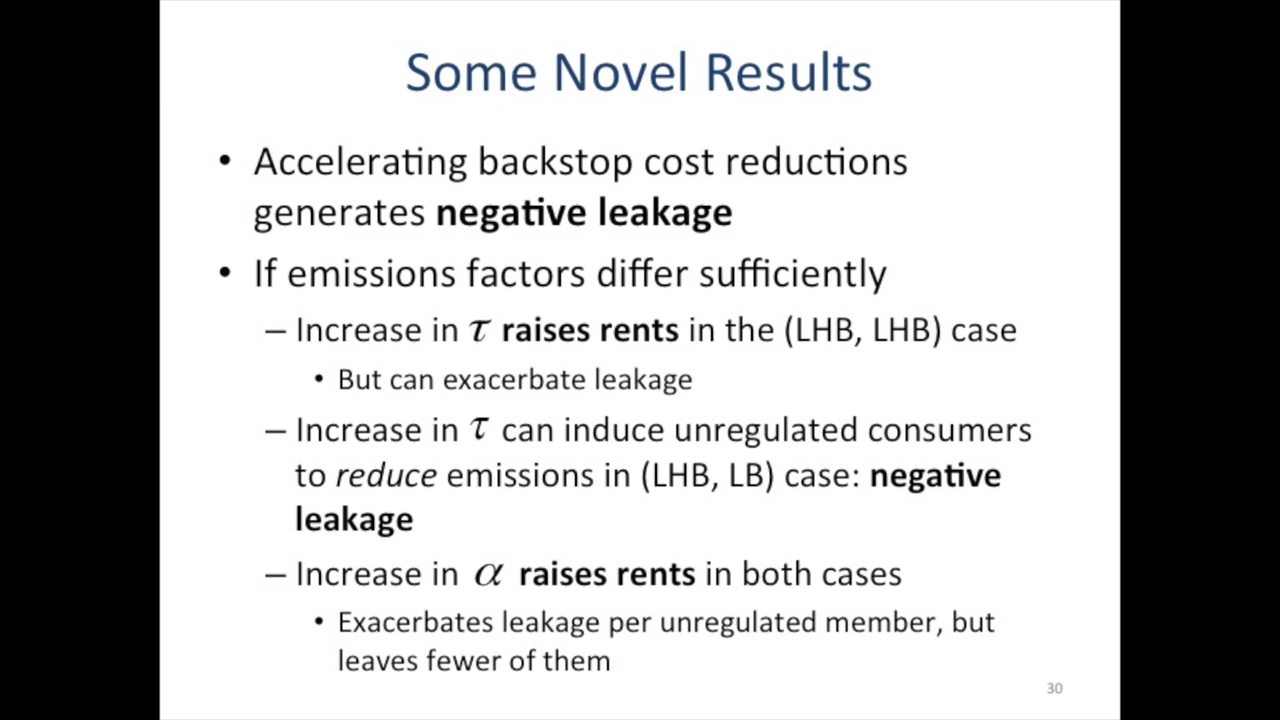 Some Novel Results
• Accelerating backstop cost reductions
generates negative leakage
• If emissions factors differ sufficiently
– Increase in τ raises rents in the (LHB, LHB) case
• But can exacerbate leakage
– Increase in τ can induce unregulated consumers
to reduce emissions in (LHB, LB) case: negative
leakage
– Increase in α raises rents in both cases
• Exacerbates leakage per unregulated member, but
leaves fewer of them
30